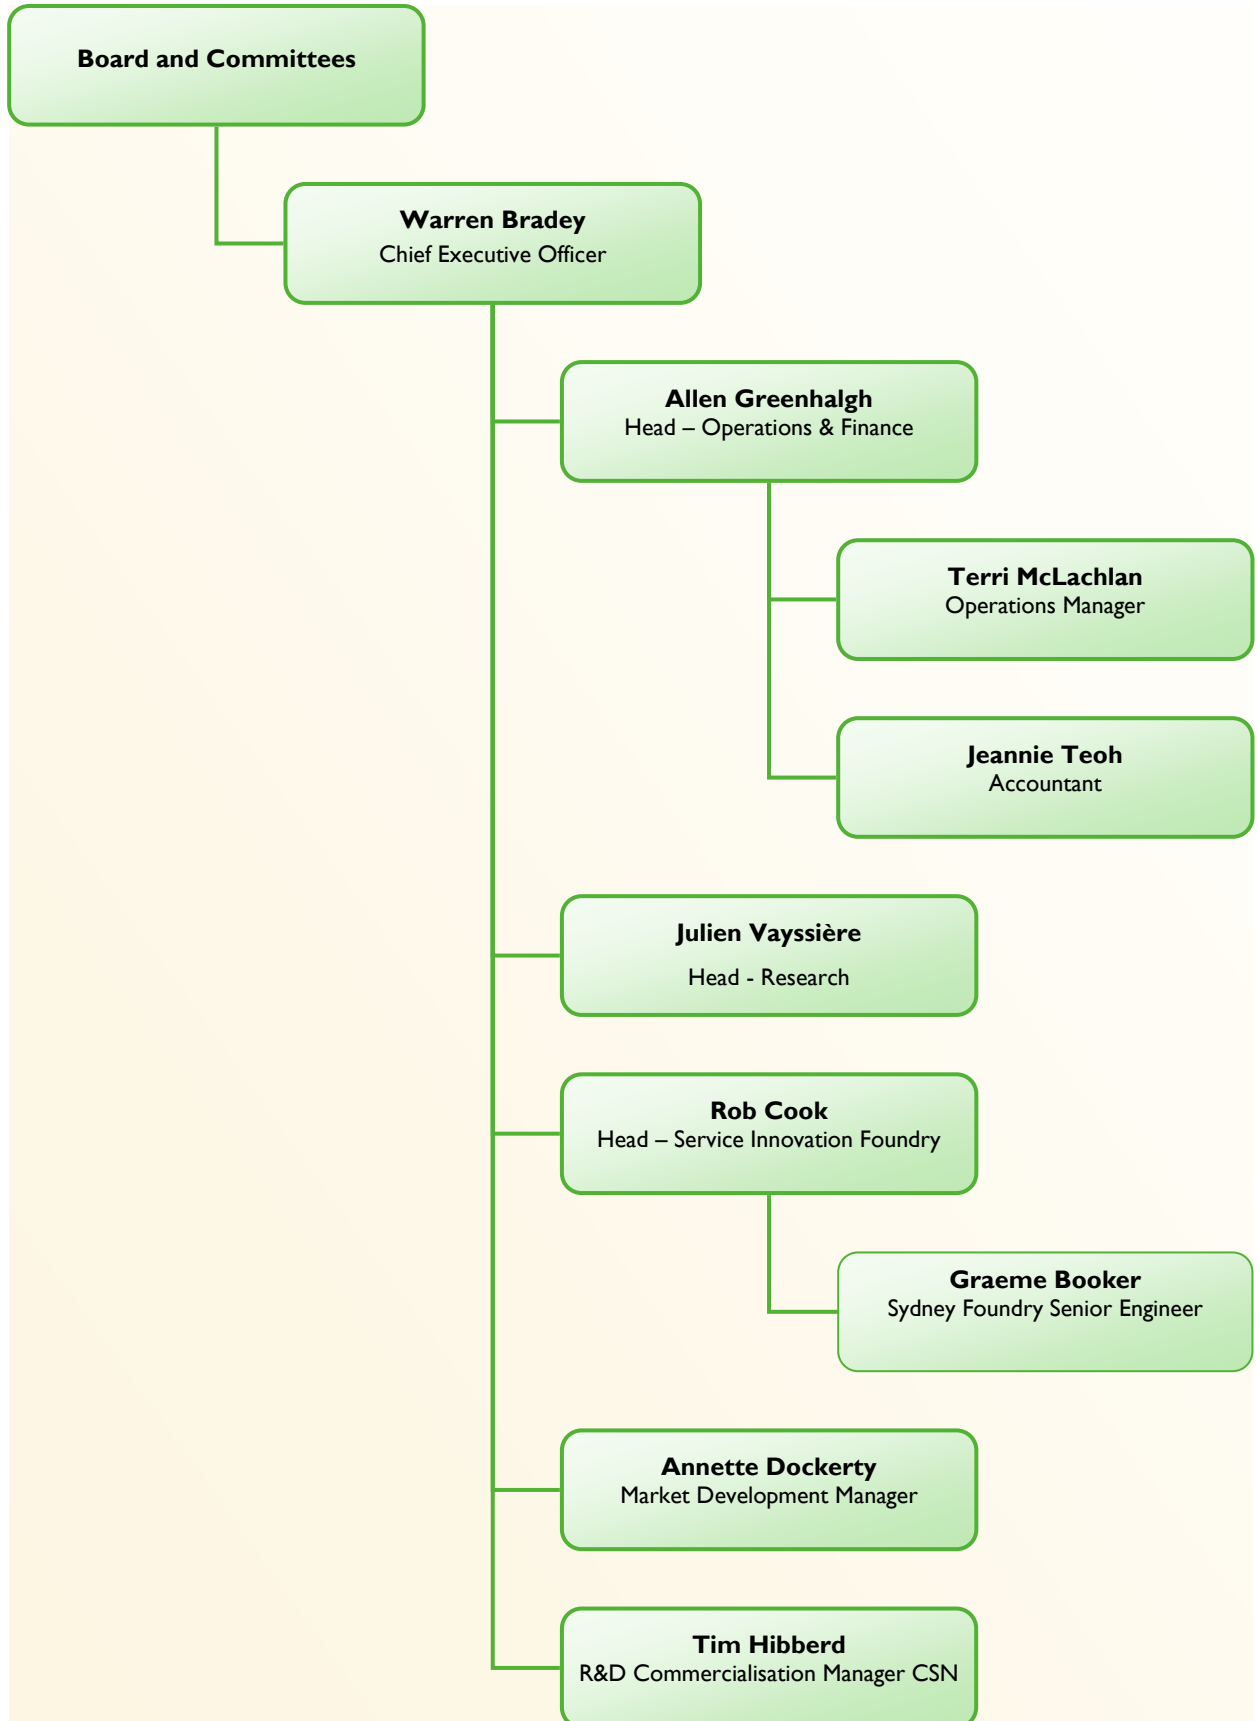 Board and Committees
Warren Bradey
Chief Executive Officer
Allen Greenhalgh
Head – Operations & Finance
Terri McLachlan
Operations Manager
Jeannie Teoh
Accountant
Julien Vayssière
Head - Research
Rob Cook
Head – Service Innovation Foundry
Graeme Booker
Sydney Foundry Senior Engineer
Annette Dockerty
Market Development Manager
Tim Hibberd
R&D Commercialisation Manager CSN